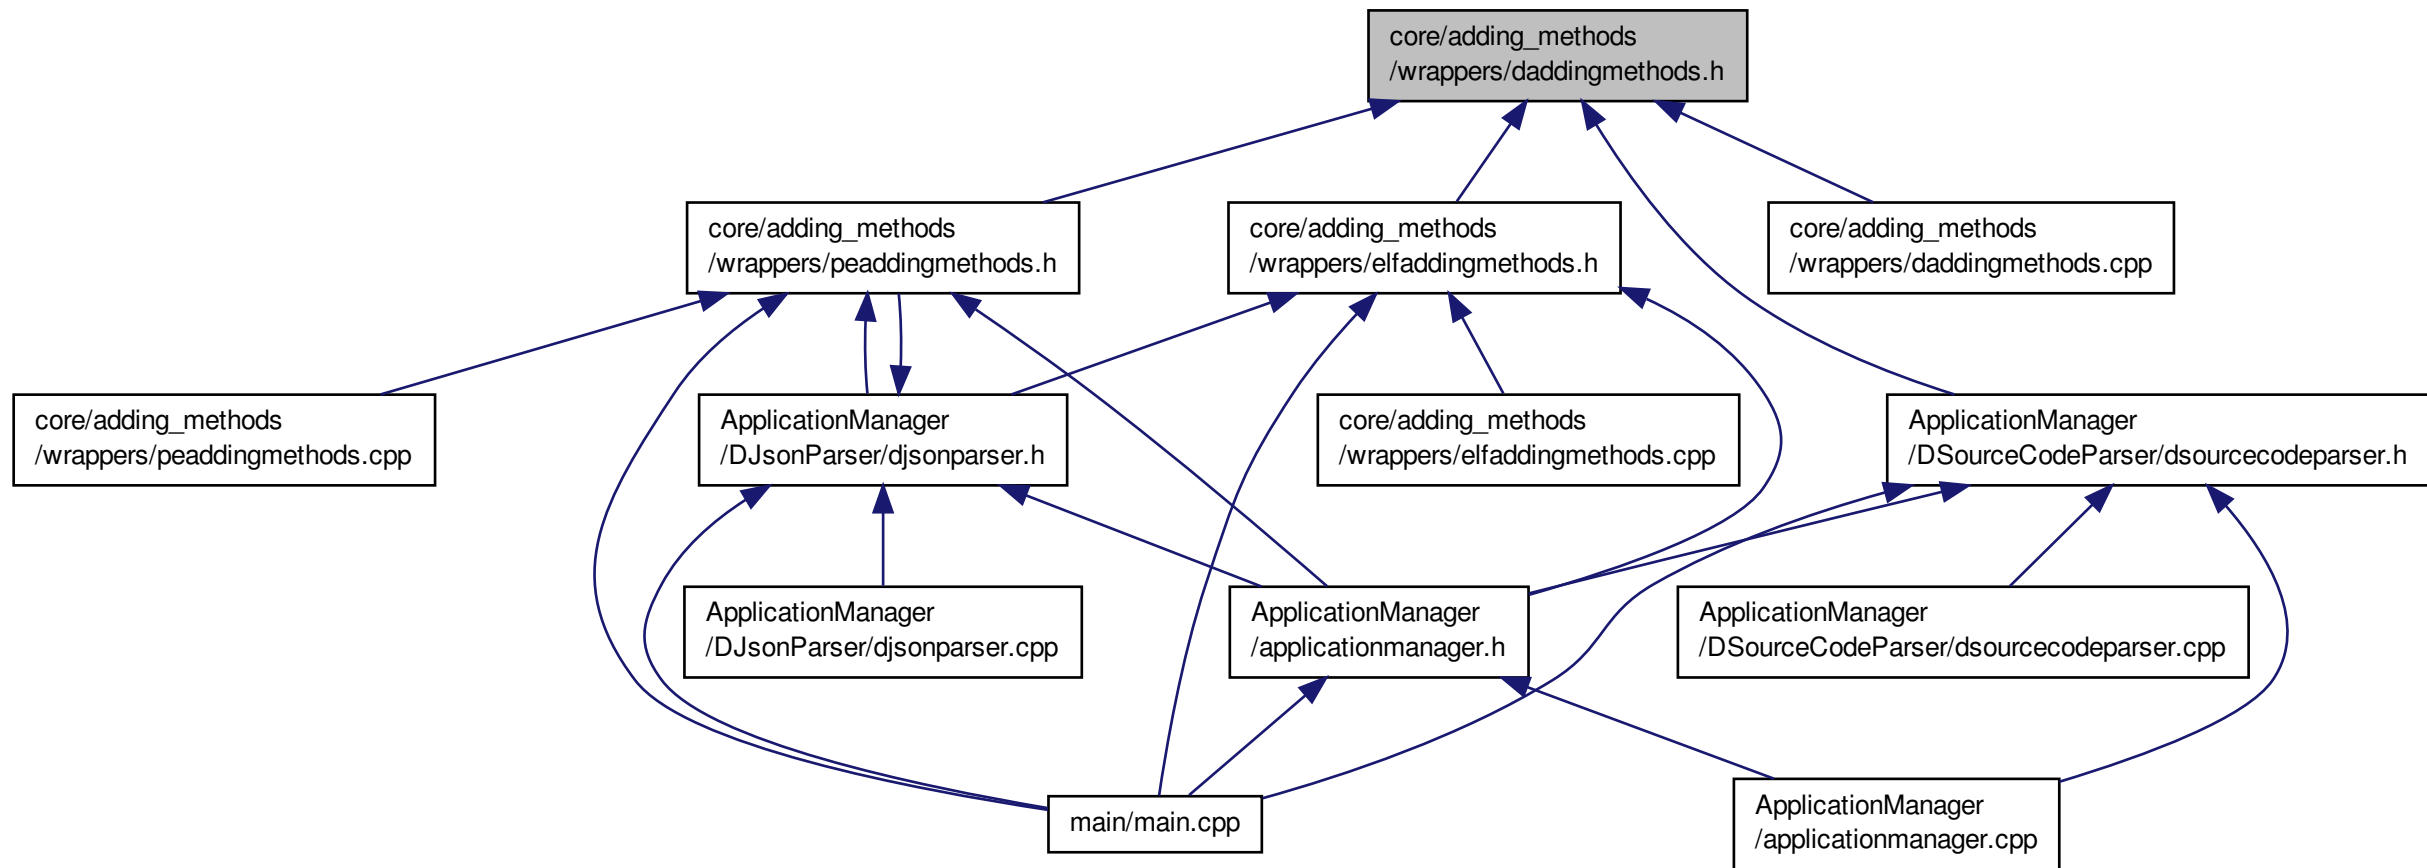 core/adding_methods
/wrappers/daddingmethods.h
core/adding_methods
/wrappers/peaddingmethods.h
core/adding_methods
/wrappers/elfaddingmethods.h
core/adding_methods
/wrappers/daddingmethods.cpp
core/adding_methods
/wrappers/peaddingmethods.cpp
ApplicationManager
/DJsonParser/djsonparser.h
core/adding_methods
/wrappers/elfaddingmethods.cpp
ApplicationManager
/DSourceCodeParser/dsourcecodeparser.h
ApplicationManager
/DJsonParser/djsonparser.cpp
ApplicationManager
/applicationmanager.h
ApplicationManager
/DSourceCodeParser/dsourcecodeparser.cpp
main/main.cpp
ApplicationManager
/applicationmanager.cpp